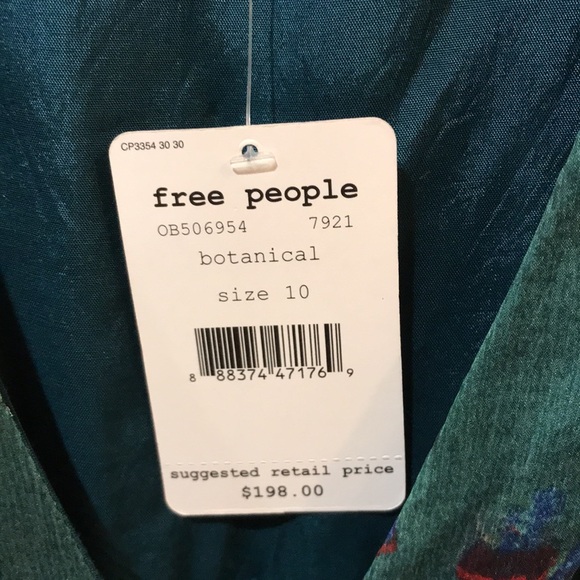 CP3354 30 30
free people
OB506954 7921
botanical
size 10
8 88374 47176 9
suggested retail price
$198.00